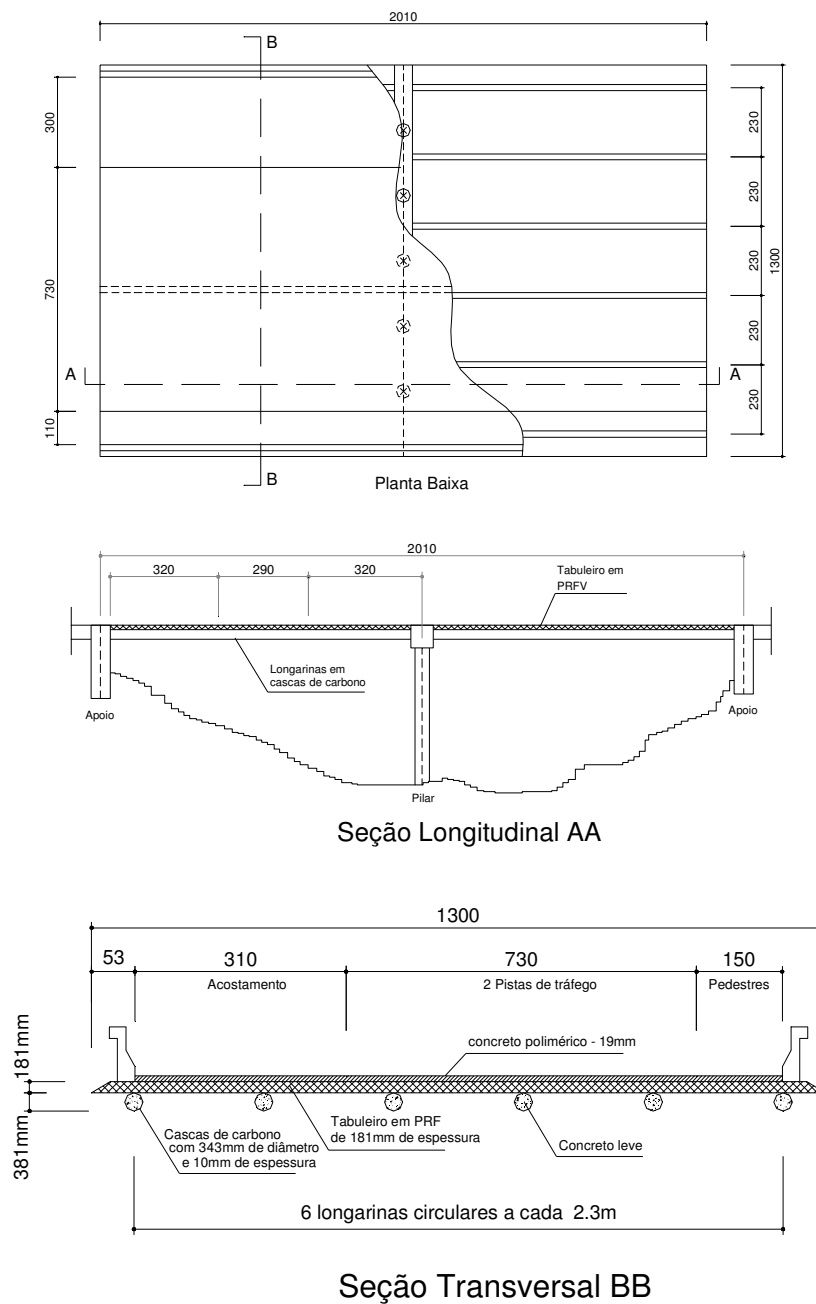 2010
B
300
730
110
230
230
230
230
230
1300
A
A
B
Planta Baixa
2010
320
290
320
Tabuleiro em
PRFV
Longarinas em
cascas de carbono
Apoio
Apoio
Pilar
Seção Longitudinal AA
1300
53
310
730
150
Acostamento
2 Pistas de tráfego
Pedestres
181mm
381mm
concreto polimérico - 19mm
Cascas de carbono
com 343mm de diâmetro
e 10mm de espessura
Tabuleiro em PRF
de 181mm de espessura
Concreto leve
6 longarinas circulares a cada 2.3m
Seção Transversal BB